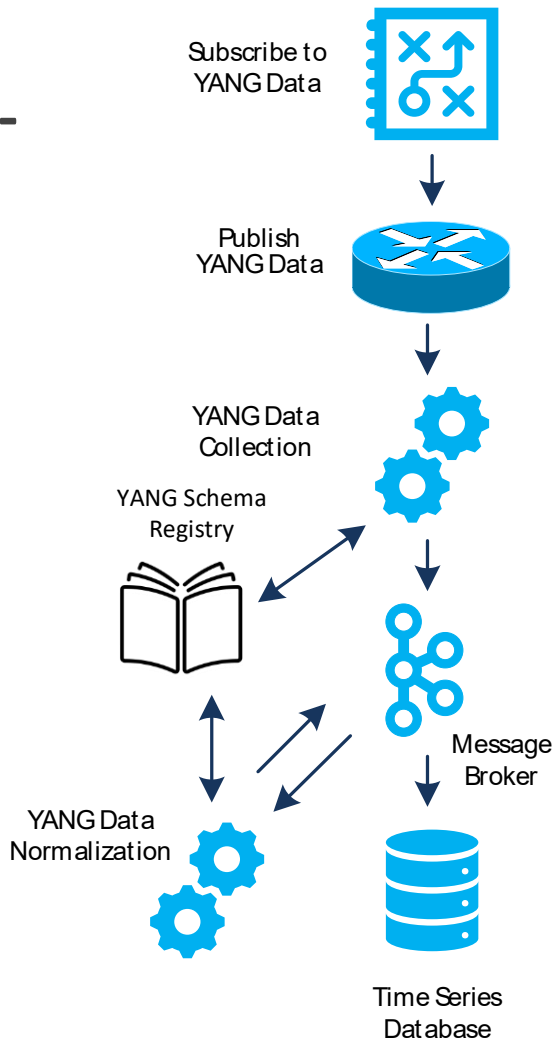 Subscribe to
YANG Data
Publish
YANG Data
YANG Data
Collection
YANG Schema
Registry
Message
Broker
YANG Data
Normalization
Time Series
Database